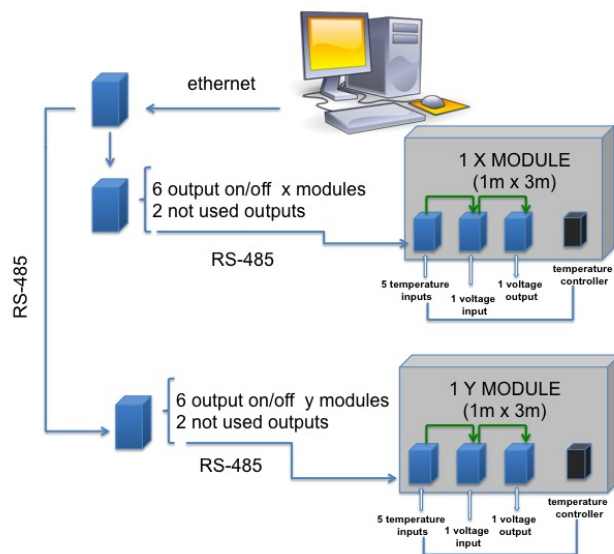 ethernet
1 X MODULE
(1m x 3m)
6 output on/off x modules
2 not used outputs
RS-485
RS-485
5 temperature
inputs
1 voltage
input
1 voltage
output
temperature
controller
6 output on/off y modules
2 not used outputs
RS-485
1 Y MODULE
(1m x 3m)
5 temperature
inputs
1 voltage
input
1 voltage
output
temperature
controller